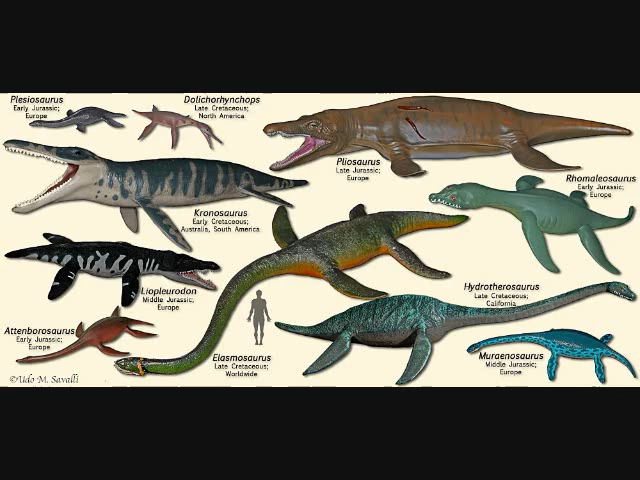 Plesiosaurus
Early Jurassic;
Europe
Dolichorhynchops
Late Cretaceous;
North America
Pliosaurus
Late Jurassic;
Europe
Rhomaleosaurus
Early Jurassic;
Europe
Kronosaurus
Early Cretaceous;
Australia, South America
Liopleurodon
Middle Jurassic,
Europe
Hydrotherosaurus
Late Cretaceous;
California
Attenborosaurus
Early Jurassic;
Europe
Elasmosaurus
Late Cretaceous;
Worldwide
Muraenosaurus
Middle Jurassic;
Europe
©Udo M. Savalli